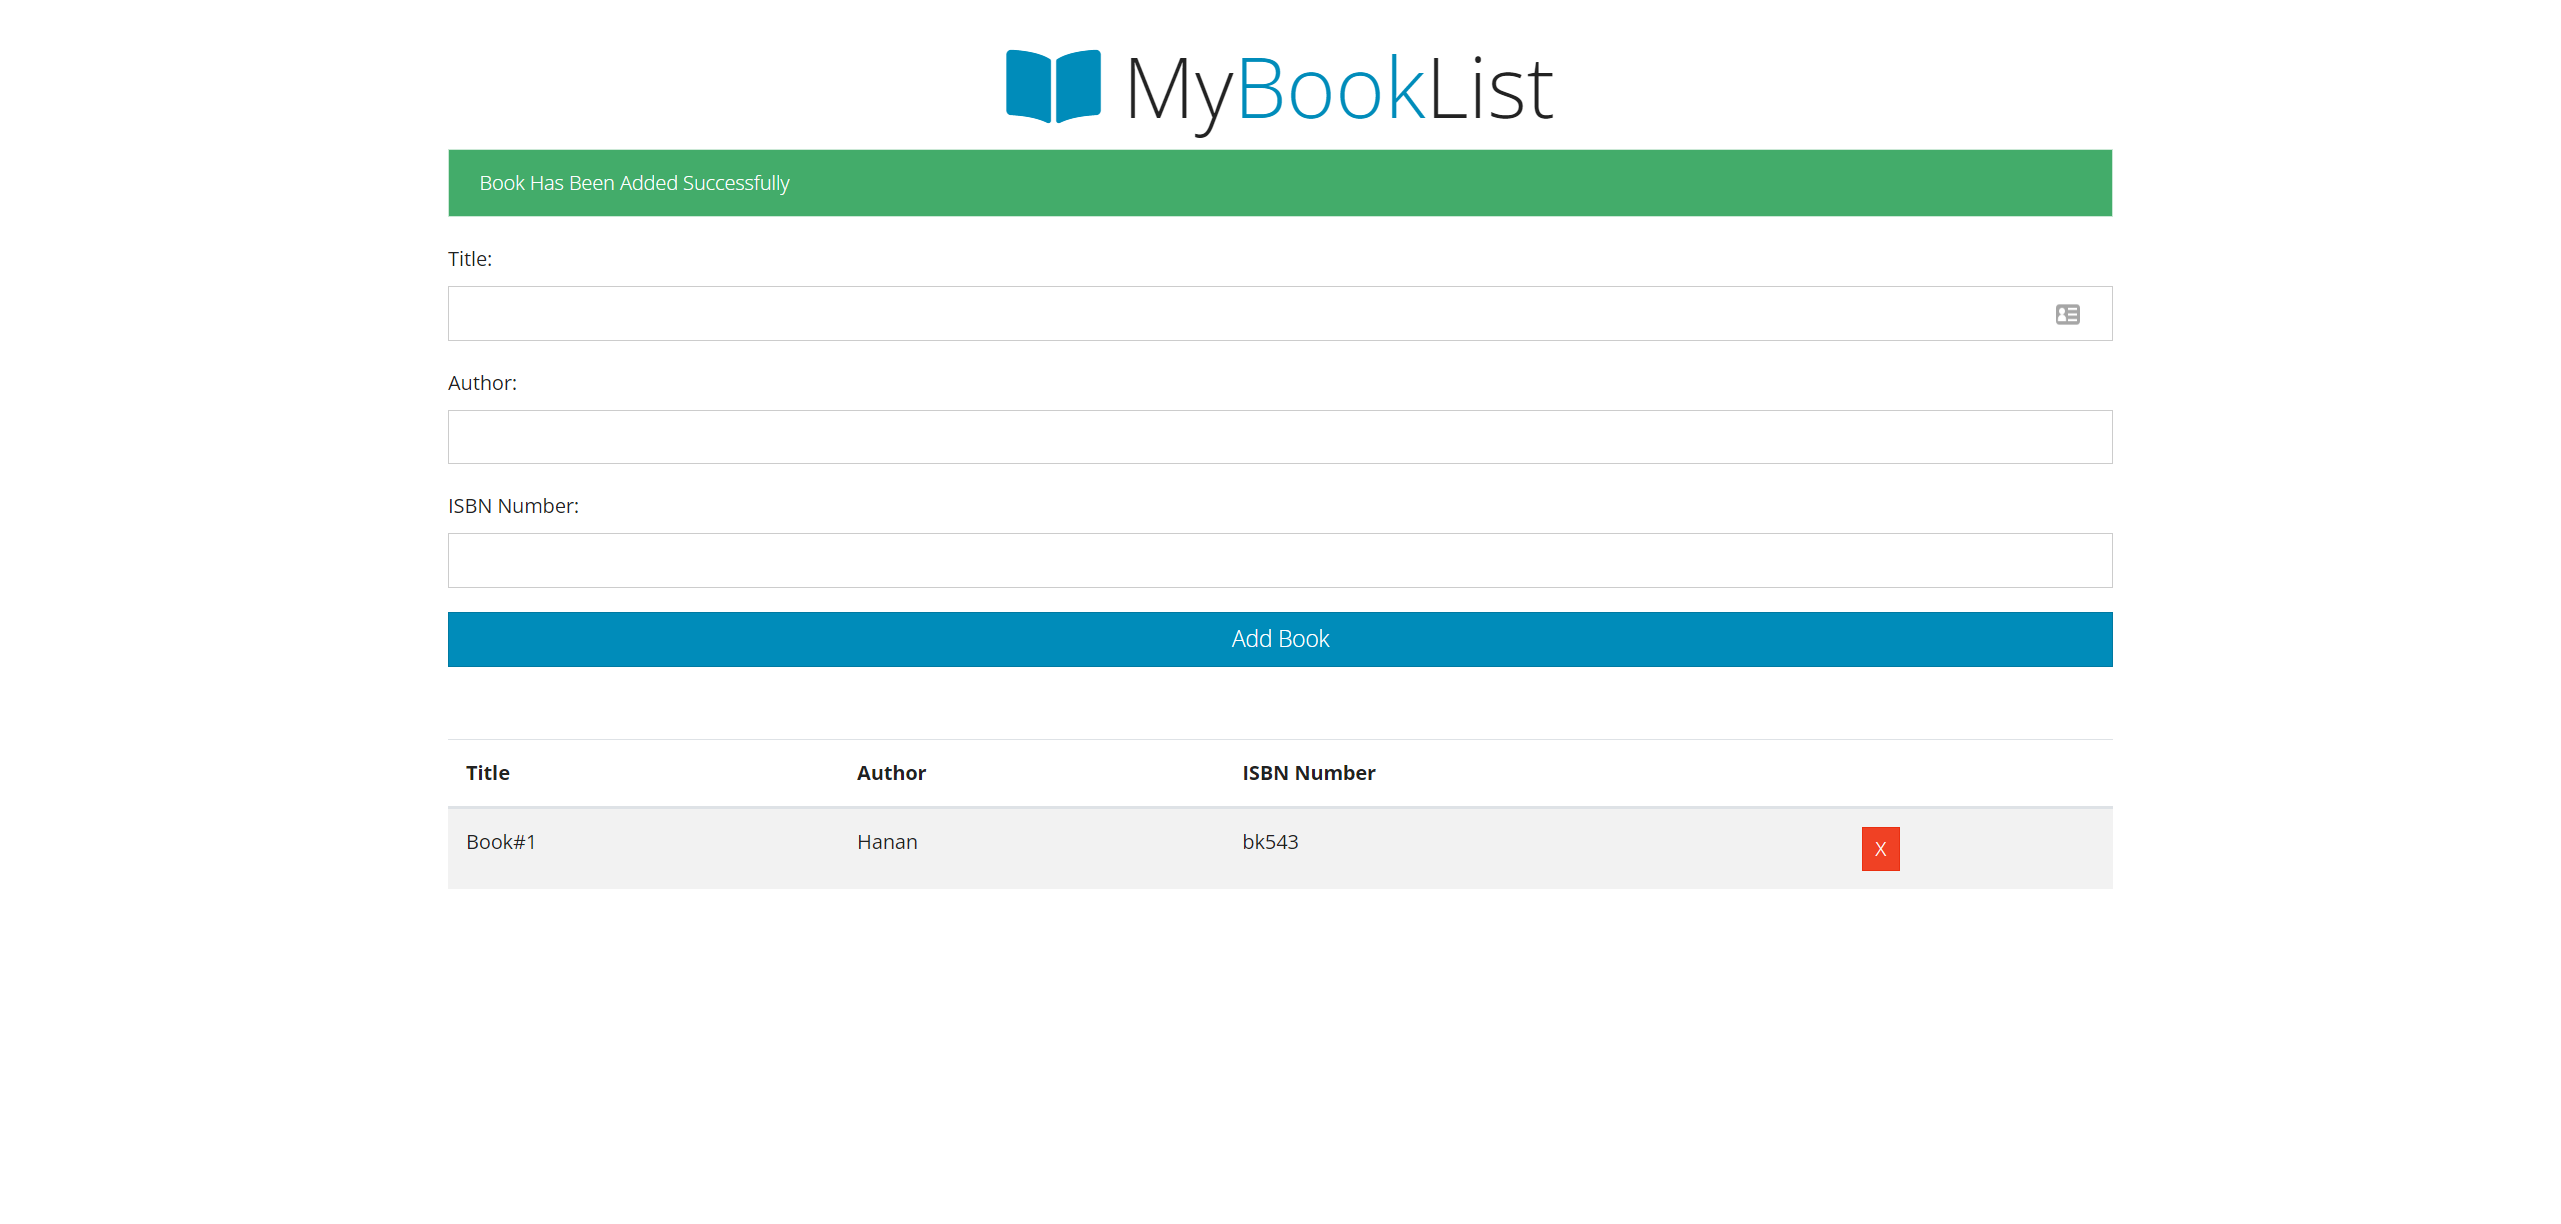 MyBookList
Book Has Been Added Successfully
Title:
Author:
ISBN Number:
Add Book
Title Author ISBN Number
Book#1 Hanan bk543 X